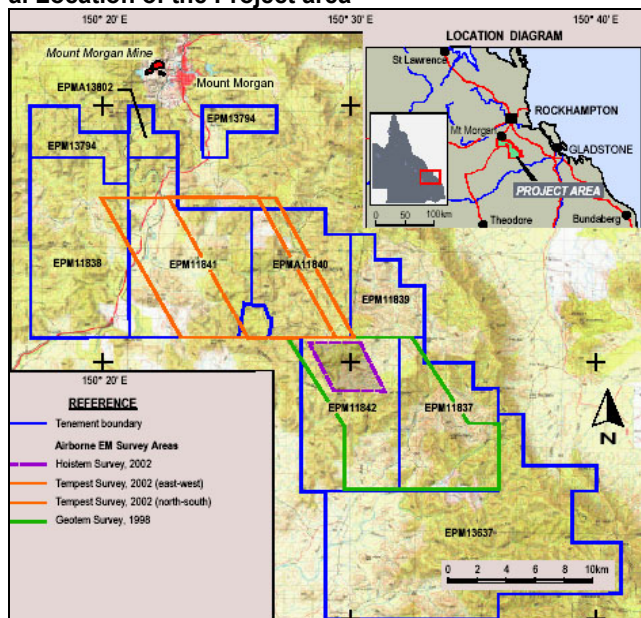 a. Location of the Project area
150° 20' E
150° 30' E
150° 40' E
Mount Morgan Mine
Mount Morgan
EPMA13802
EPM13794
EPM13794
EPM11838
EPM11841
EPMA11840
EPM11839
EPM11842
EPM11837
EPM13637
LOCATION DIAGRAM
St Lawrence
ROCKHAMPTON
Mt Morgan
GLADSTONE
PROJECT AREA
0 50 100km
Theodore
Bundaberg
150° 20' E
150° 30' E
REFERENCE
Tenement boundary
Airborne EM Survey Areas
Hoistem Survey, 2002
Tempest Survey, 2002 (east-west)
Tempest Survey, 2002 (north-south)
Geotem Survey, 1998
N
0 2 4 6 8 10km